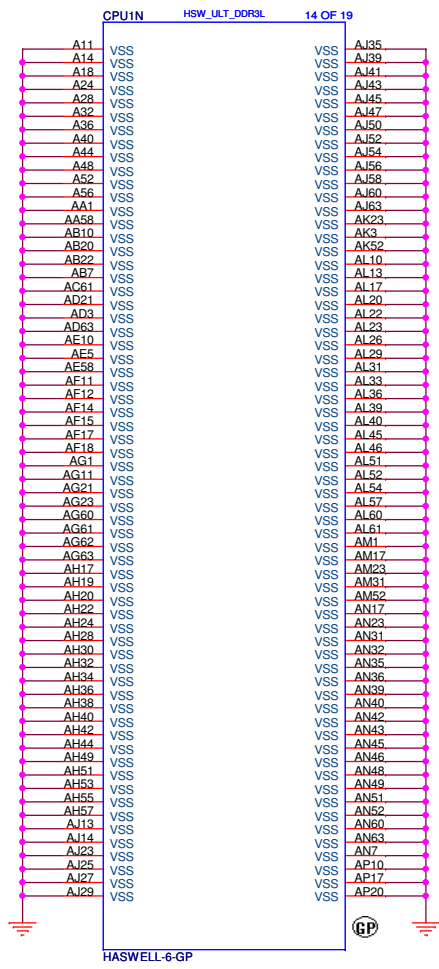 CPU1N HSW_ULT_DDR3L 14 OF 19
A11 VSS VSS AJ35
A14 VSS VSS AJ39
A18 VSS VSS AJ41
A24 VSS VSS AJ43
A28 VSS VSS AJ45
A32 VSS VSS AJ47
A36 VSS VSS AJ50
A40 VSS VSS AJ52
A44 VSS VSS AJ54
A48 VSS VSS AJ56
A52 VSS VSS AJ58
A56 VSS VSS AJ60
AA1 VSS VSS AJ63
AA58 VSS VSS AK23
AB10 VSS VSS AK3
AB20 VSS VSS AK52
AB22 VSS VSS AL10
AB7 VSS VSS AL13
AC61 VSS VSS AL17
AD21 VSS VSS AL20
AD3 VSS VSS AL22
AD63 VSS VSS AL23
AE10 VSS VSS AL26
AE5 VSS VSS AL29
AE58 VSS VSS AL31
AF11 VSS VSS AL33
AF12 VSS VSS AL36
AF14 VSS VSS AL39
AF15 VSS VSS AL40
AF17 VSS VSS AL45
AF18 VSS VSS AL46
AG1 VSS VSS AL51
AG11 VSS VSS AL52
AG21 VSS VSS AL54
AG23 VSS VSS AL57
AG60 VSS VSS AL60
AG61 VSS VSS AL61
AG62 VSS VSS AM1
AG63 VSS VSS AM17
AH17 VSS VSS AM23
AH19 VSS VSS AM31
AH20 VSS VSS AM52
AH22 VSS VSS AN17
AH24 VSS VSS AN23
AH28 VSS VSS AN31
AH30 VSS VSS AN32
AH32 VSS VSS AN35
AH34 VSS VSS AN36
AH36 VSS VSS AN39
AH38 VSS VSS AN40
AH40 VSS VSS AN42
AH42 VSS VSS AN43
AH44 VSS VSS AN45
AH49 VSS VSS AN46
AH51 VSS VSS AN48
AH53 VSS VSS AN49
AH55 VSS VSS AN51
AH57 VSS VSS AN52
AJ13 VSS VSS AN60
AJ14 VSS VSS AN63
AJ23 VSS VSS AN7
AJ25 VSS VSS AP10
AJ27 VSS VSS AP17
AJ29 VSS VSS AP20
GP
HASWELL-6-GP